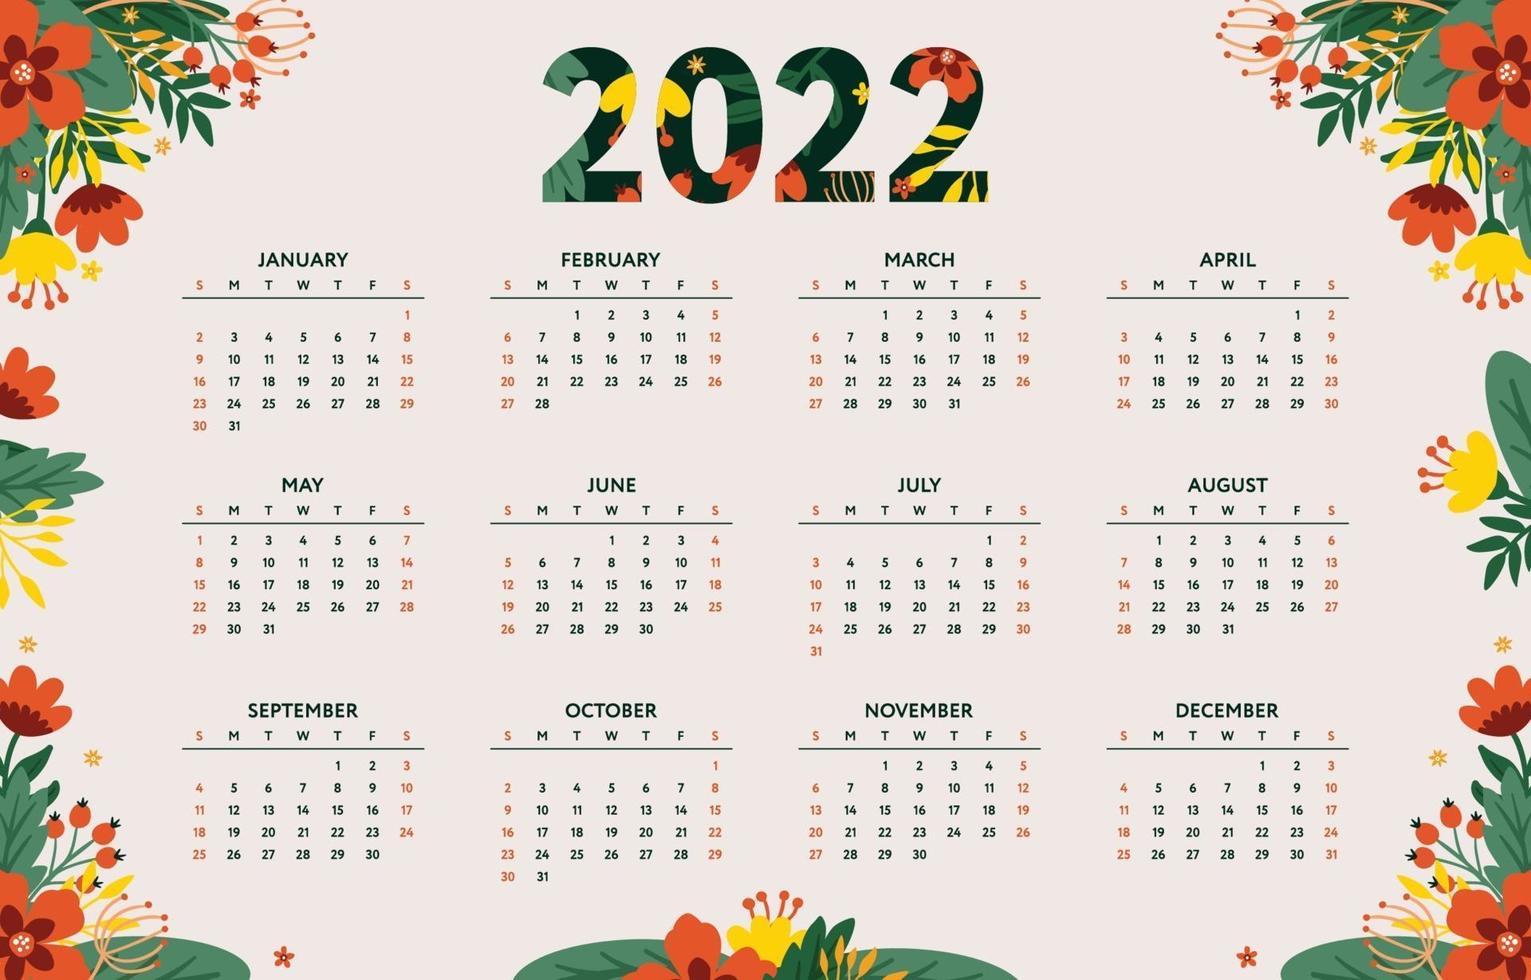 2022
JANUARY
S M T W T F S
1
2 3 4 5 6 7 8
9 10 11 12 13 14 15
16 17 18 19 20 21 22
23 24 25 26 27 28 29
30 31
FEBRUARY
S M T W T F S
1 2 3 4 5
6 7 8 9 10 11 12
13 14 15 16 17 18 19
20 21 22 23 24 25 26
27 28
MARCH
S M T W T F S
1 2 3 4 5
6 7 8 9 10 11 12
13 14 15 16 17 18 19
20 21 22 23 24 25 26
27 28 29 30 31
APRIL
S M T W T F S
1 2
3 4 5 6 7 8 9
10 11 12 13 14 15 16
17 18 19 20 21 22 23
24 25 26 27 28 29 30
MAY
S M T W T F S
1 2 3 4 5 6 7
8 9 10 11 12 13 14
15 16 17 18 19 20 21
22 23 24 25 26 27 28
29 30 31
JUNE
S M T W T F S
1 2 3 4
5 6 7 8 9 10 11
12 13 14 15 16 17 18
19 20 21 22 23 24 25
26 27 28 29 30
JULY
S M T W T F S
1 2
3 4 5 6 7 8 9
10 11 12 13 14 15 16
17 18 19 20 21 22 23
24 25 26 27 28 29 30
31
AUGUST
S M T W T F S
1 2 3 4 5 6
7 8 9 10 11 12 13
14 15 16 17 18 19 20
21 22 23 24 25 26 27
28 29 30 31
SEPTEMBER
S M T W T F S
1 2 3
4 5 6 7 8 9 10
11 12 13 14 15 16 17
18 19 20 21 22 23 24
25 26 27 28 29 30
OCTOBER
S M T W T F S
1
2 3 4 5 6 7 8
9 10 11 12 13 14 15
16 17 18 19 20 21 22
23 24 25 26 27 28 29
30 31
NOVEMBER
S M T W T F S
1 2 3 4 5
6 7 8 9 10 11 12
13 14 15 16 17 18 19
20 21 22 23 24 25 26
27 28 29 30
DECEMBER
S M T W T F S
1 2 3
4 5 6 7 8 9 10
11 12 13 14 15 16 17
18 19 20 21 22 23 24
25 26 27 28 29 30 31